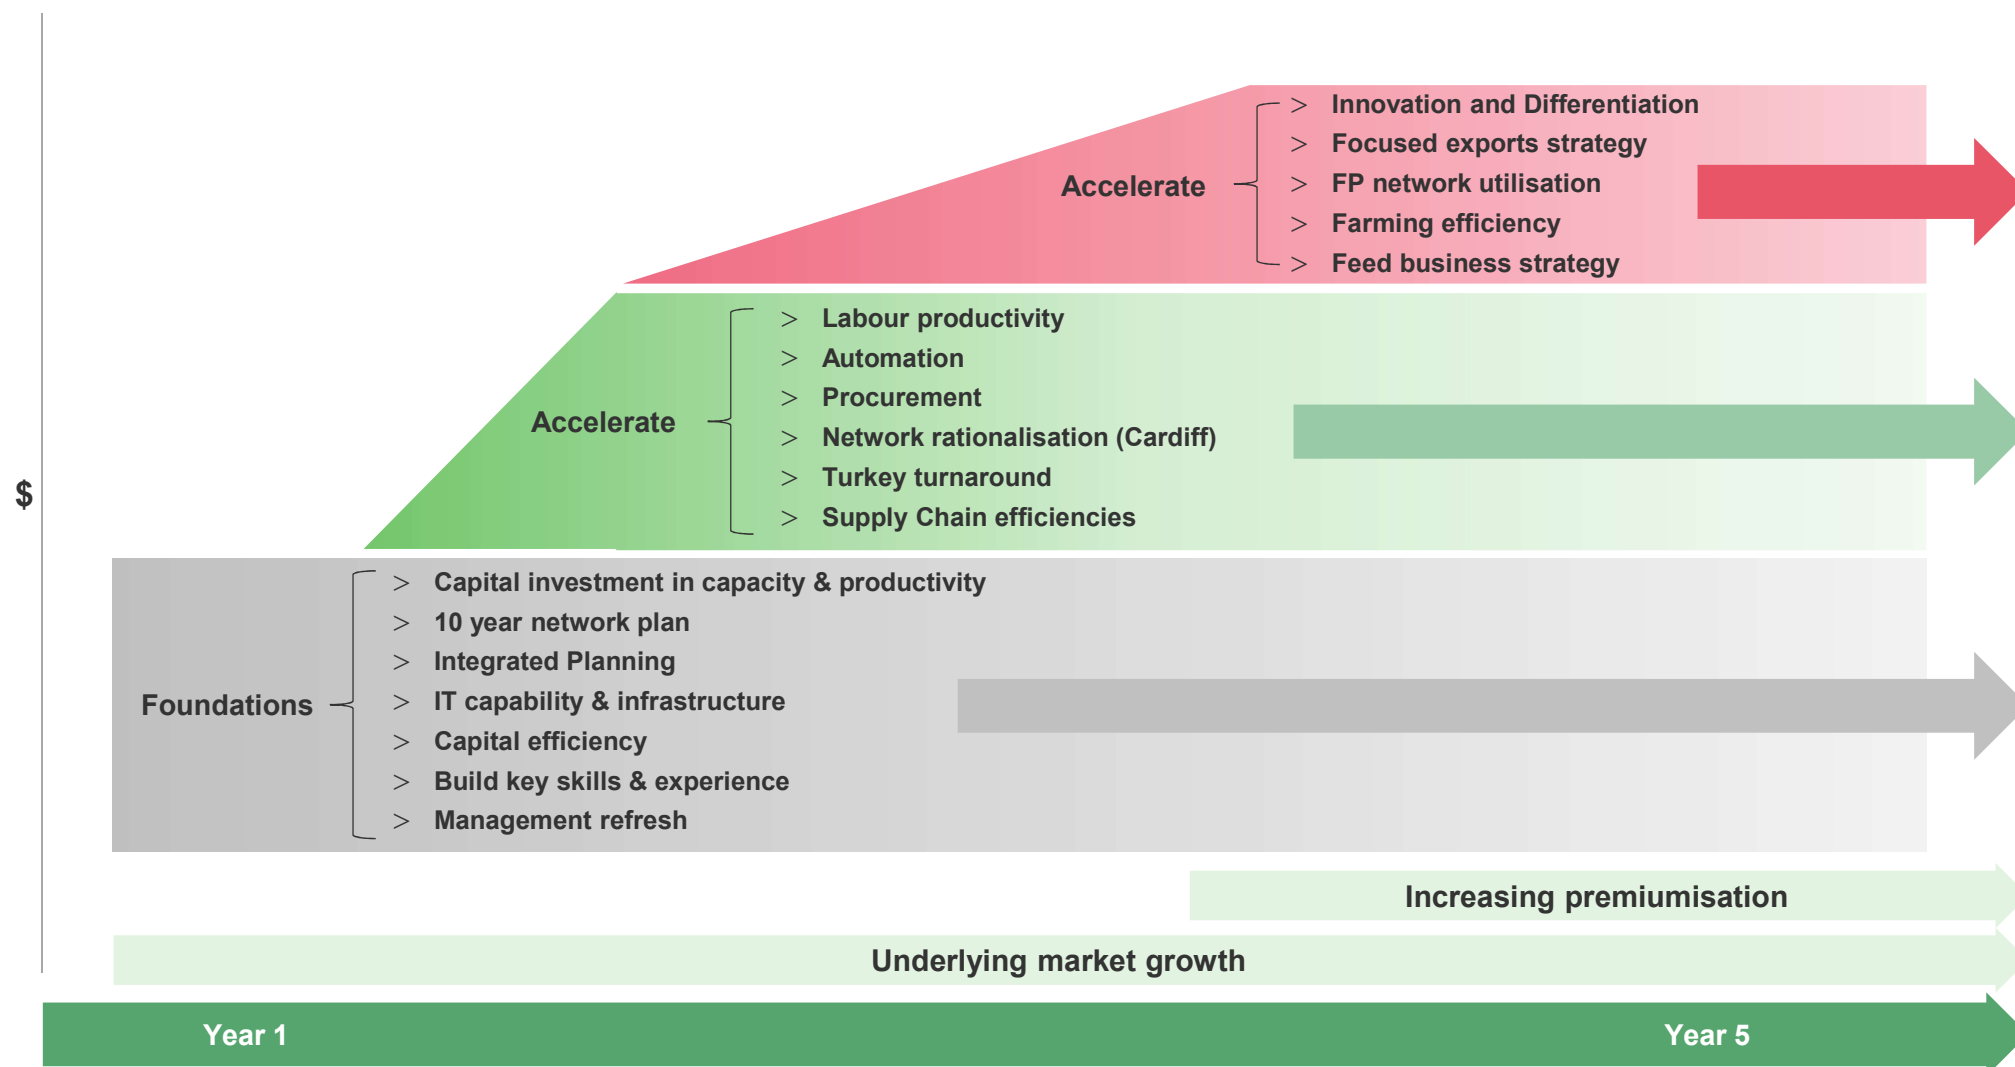 Accelerate
> Innovation and Differentiation
> Focused exports strategy
> FP network utilisation
> Farming efficiency
> Feed business strategy
Accelerate
> Labour productivity
> Automation
> Procurement
> Network rationalisation (Cardiff)
> Turkey turnaround
> Supply Chain efficiencies
$
Foundations
> Capital investment in capacity & productivity
> 10 year network plan
> Integrated Planning
> IT capability & infrastructure
> Capital efficiency
> Build key skills & experience
> Management refresh
Increasing premiumisation
Underlying market growth
Year 1
Year 5